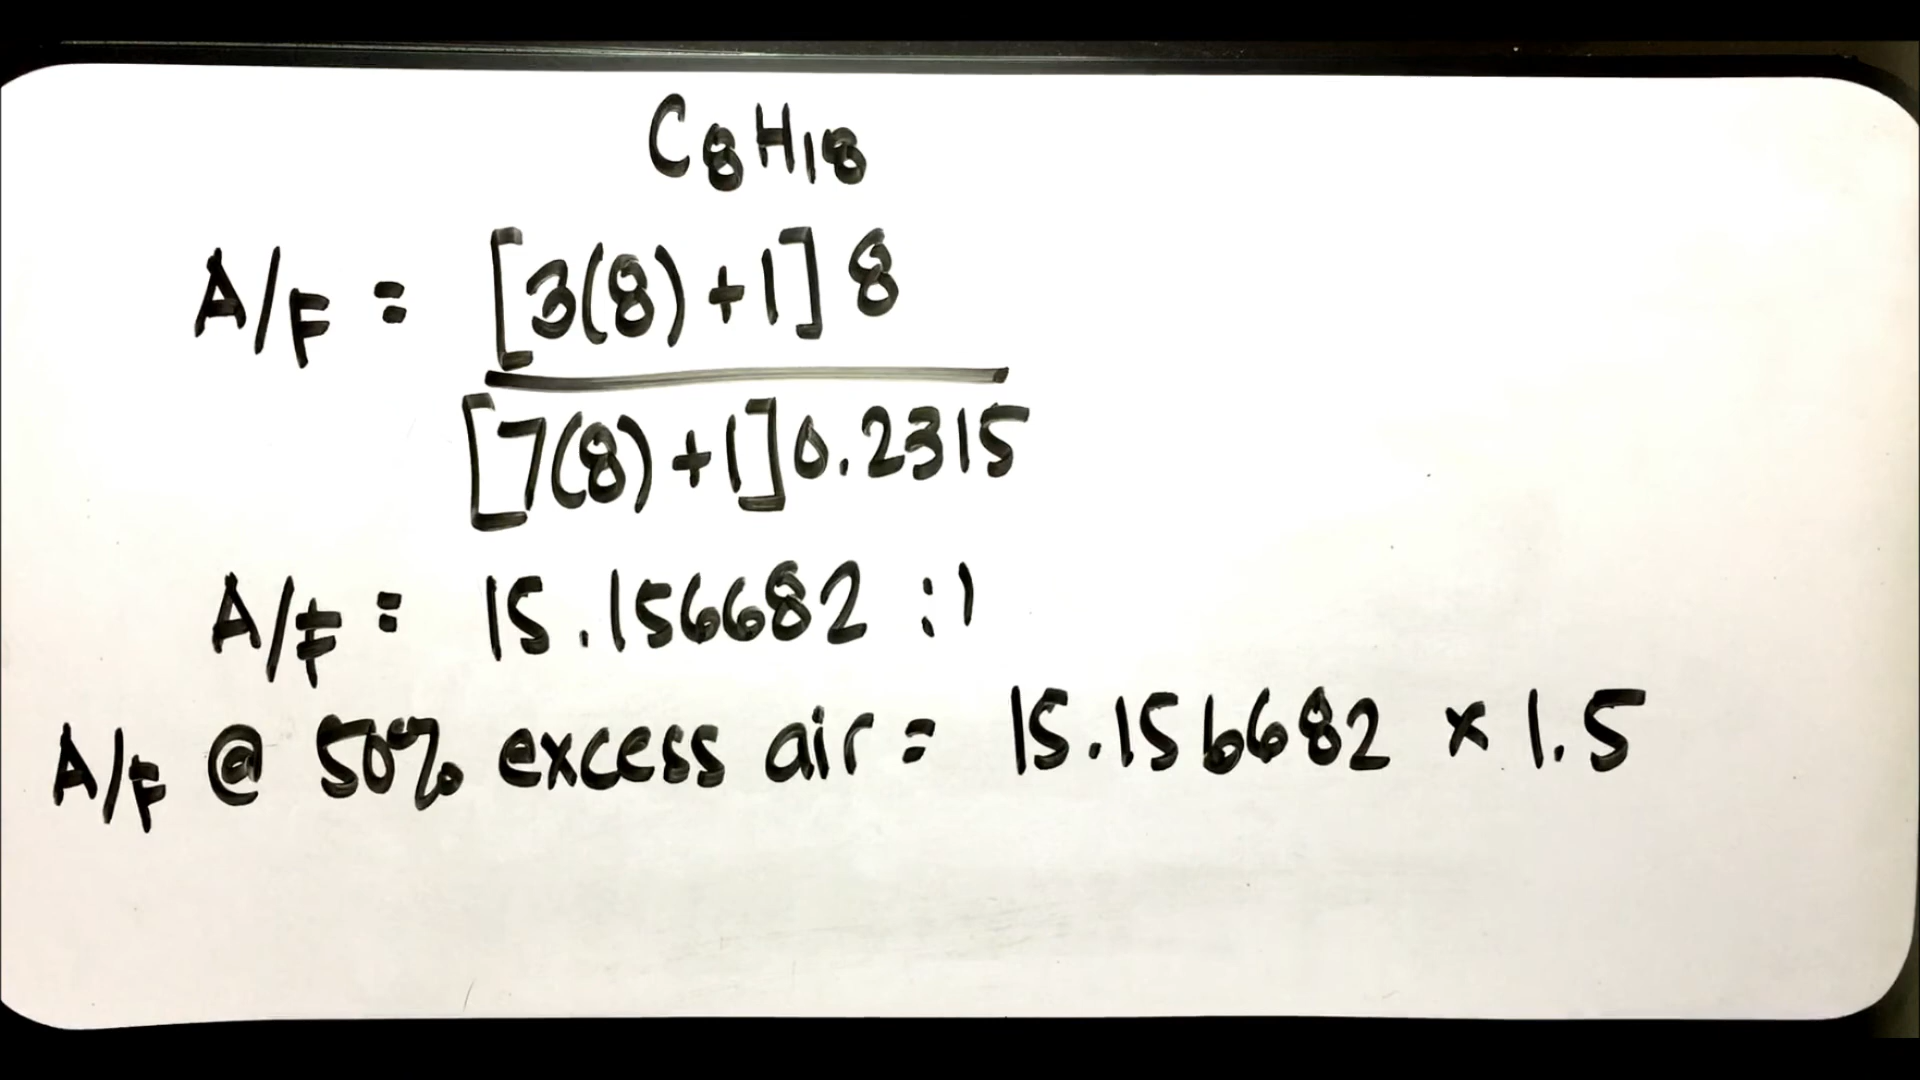 C8H18
A/F = [3(8)+1] 8
[7(8)+1] 0.2315
A/F = 15.156682 :1
A/F @ 50% excess air = 15.156682 x 1.5